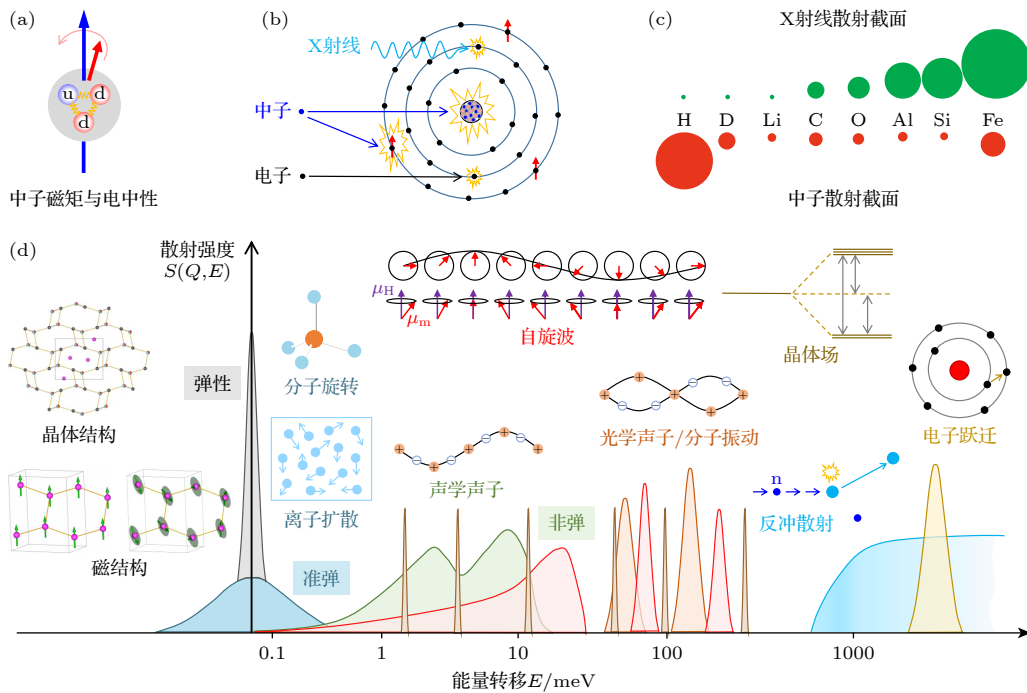 (a)
u
d
d
中子磁矩与电中性
(b)
X射线
中子
电子
(c)
X射线散射截面
H D Li C O Al Si Fe
中子散射截面
(d)
散射强度
S(Q,E)
μH
μm
自旋波
晶体场
弹性
分子旋转
晶体结构
光学声子/分子振动
电子跃迁
声学声子
n
离子扩散
非弹
反冲散射
磁结构
准弹
0.1 1 10 100 1000
能量转移E/meV